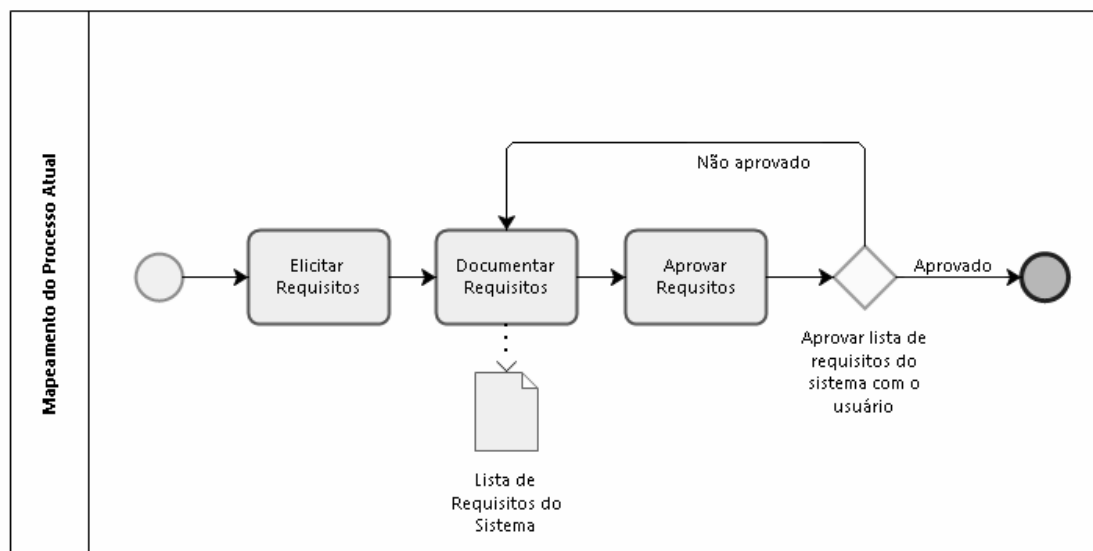 Mapeamento do Processo Atual
Não aprovado
Elicitar
Requisitos
Documentar
Requisitos
Aprovar
Requsitos
Aprovado
Aprovar lista de
requisitos do
sistema com o
usuário
Lista de
Requisitos do
Sistema